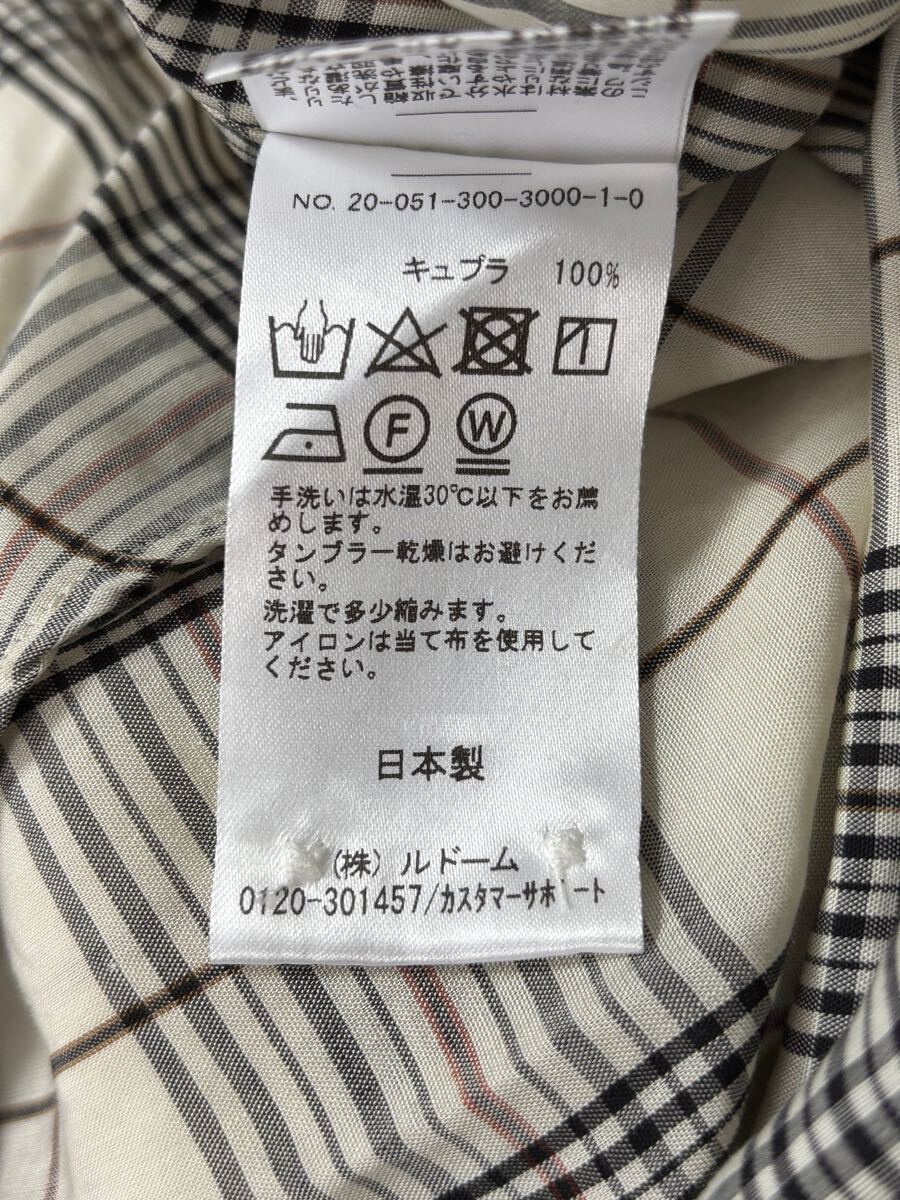 NO. 20-051-300-3000-1-0
キュプラ 100%
F W
手洗いは水温30℃以下をお薦
めします。
タンブラー乾燥はお避けくだ
さい。
洗濯で多少縮みます。
アイロンは当て布を使用して
ください。
日本製
(株)ルドーム
0120-301457/カスタマーサポート